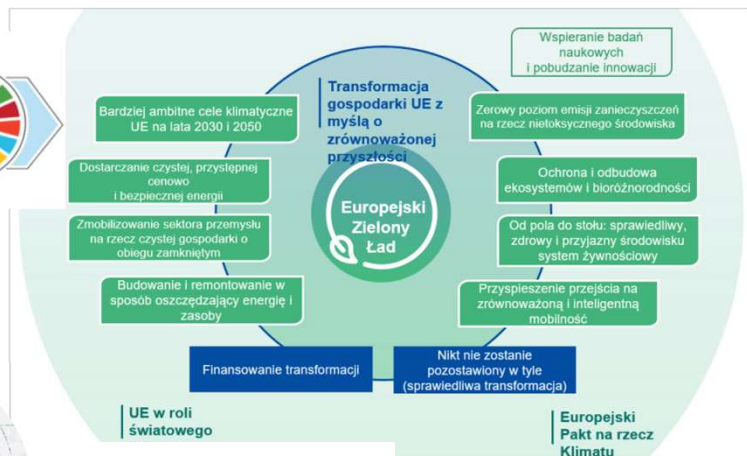 Wspieranie badań
naukowych
i pobudzanie innowacji
Transformacja
gospodarki UE z
myślą o
zrównoważonej
przyszłości
Bardziej ambitne cele klimatyczne
UE na lata 2030 i 2050
Zerowy poziom emisji zanieczyszczeń
na rzecz nietoksycznego środowiska
Dostarczanie czystej, przystępnej
cenowo
i bezpiecznej energii
Ochrona i odbudowa
ekosystemów i bioróżnorodności
Europejski
Zielony
Ład
Zmobilizowanie sektora przemysłu
na rzecz czystej gospodarki o
obiegu zamkniętym
Od pola do stołu: sprawiedliwy,
zdrowy i przyjazny środowisku
system żywnościowy
Budowanie i remontowanie w
sposób oszczędzający energię i
zasoby
Przyspieszenie przejścia na
zrównoważoną i inteligentną
mobilność
Finansowanie transformacji
Nikt nie zostanie
pozostawiony w tyle
(sprawiedliwa transformacja)
UE w roli
światowego
Europejski
Pakt na rzecz
Klimatu